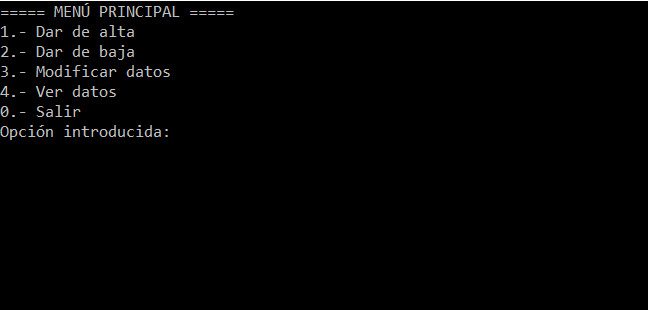 ===== MENÚ PRINCIPAL =====
1.- Dar de alta
2.- Dar de baja
3.- Modificar datos
4.- Ver datos
0.- Salir
Opción introducida: